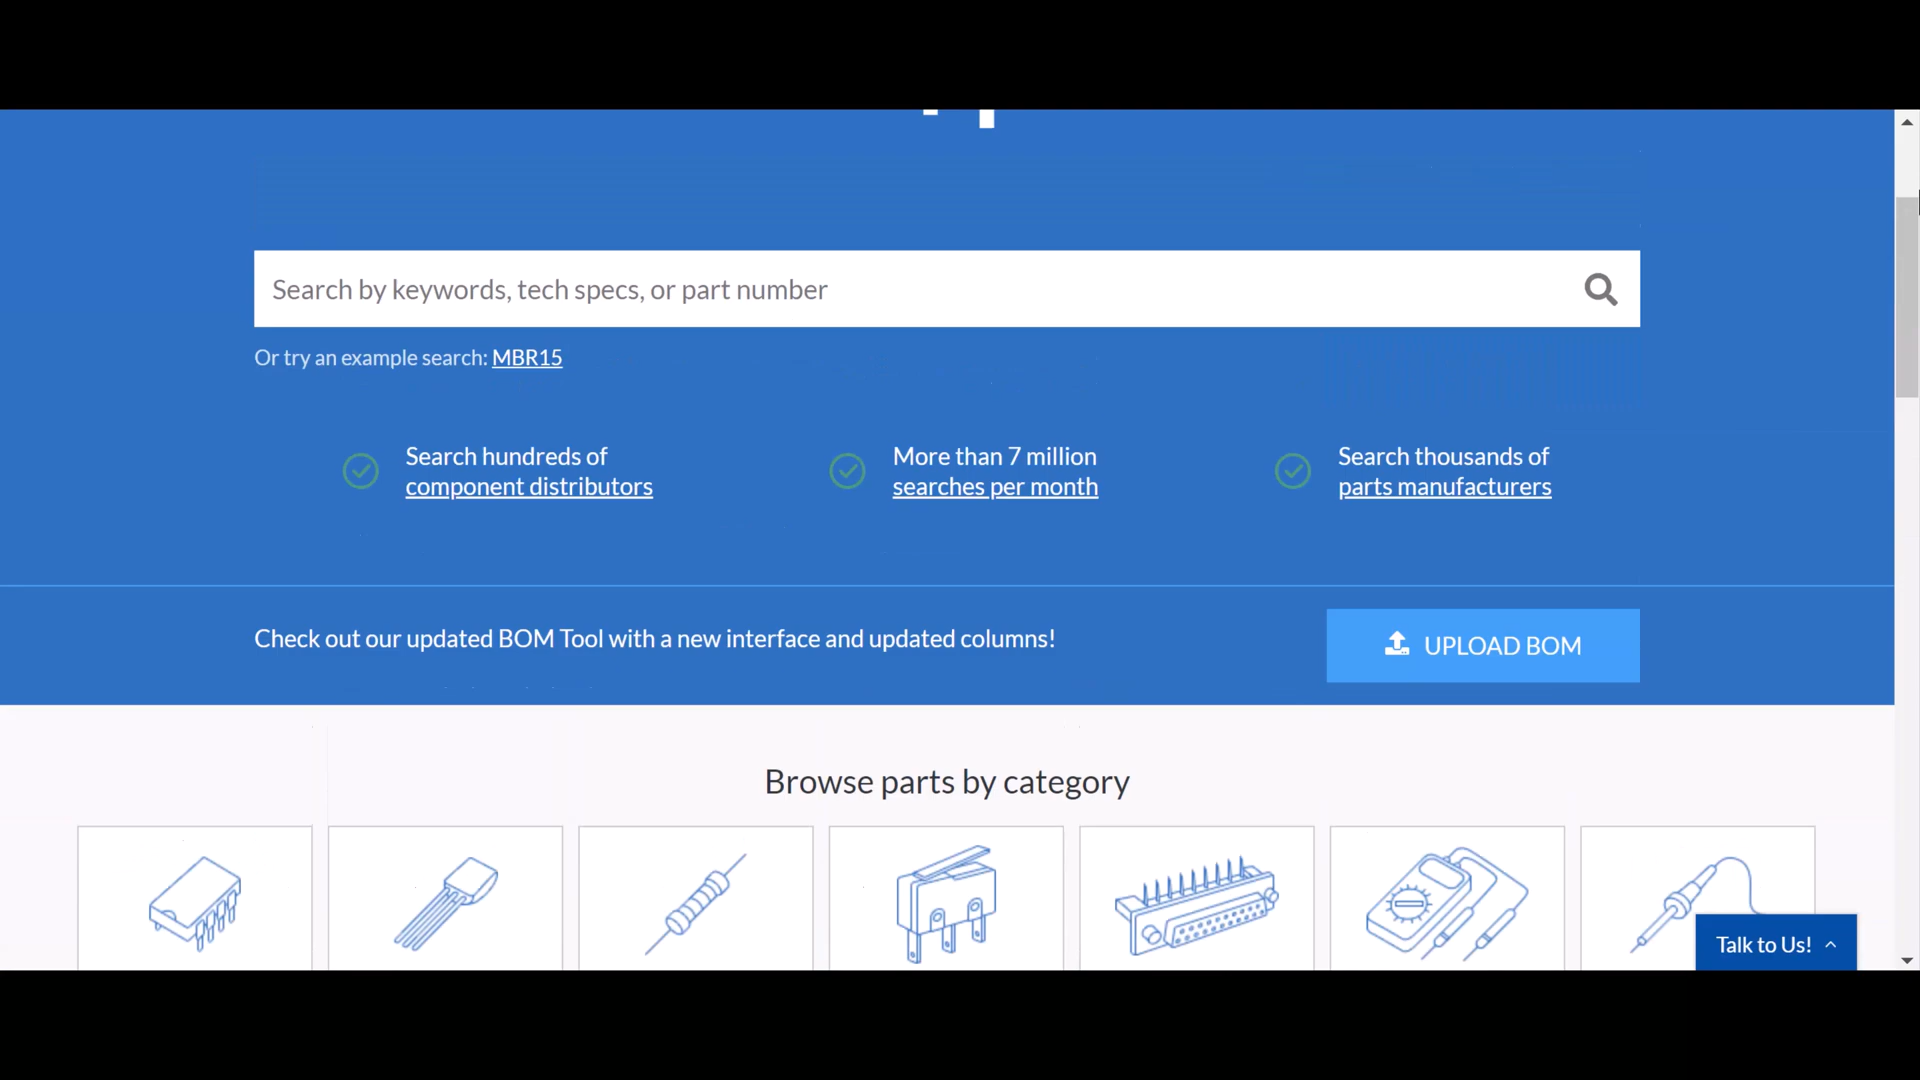 Search by keywords, tech specs, or part number
Or try an example search: MBR15
Search hundreds of
component distributors
More than 7 million
searches per month
Search thousands of
parts manufacturers
Check out our updated BOM Tool with a new interface and updated columns!
UPLOAD BOM
Browse parts by category
Talk to Us!